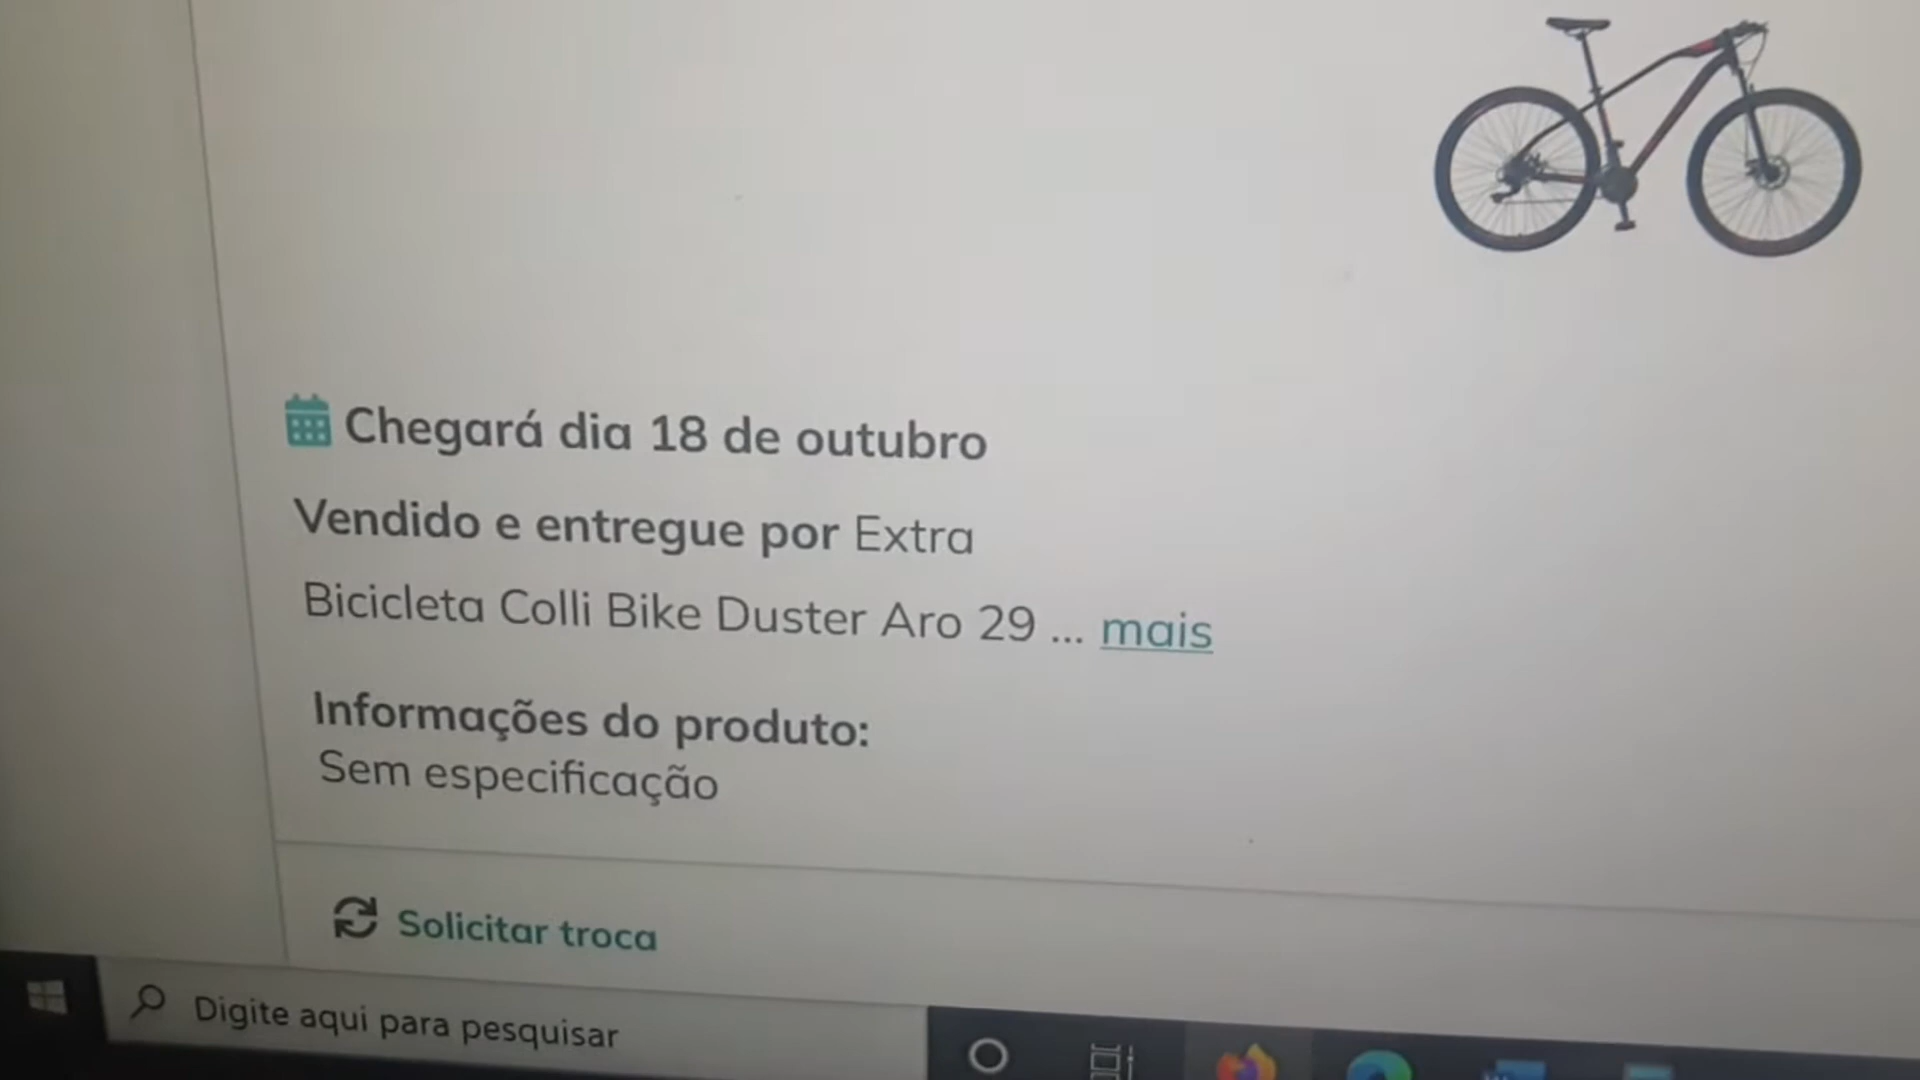 Chegará dia 18 de outubro
Vendido e entregue por Extra
Bicicleta Colli Bike Duster Aro 29 ... mais
Informações do produto:
Sem especificação
Solicitar troca
Digite aqui para pesquisar